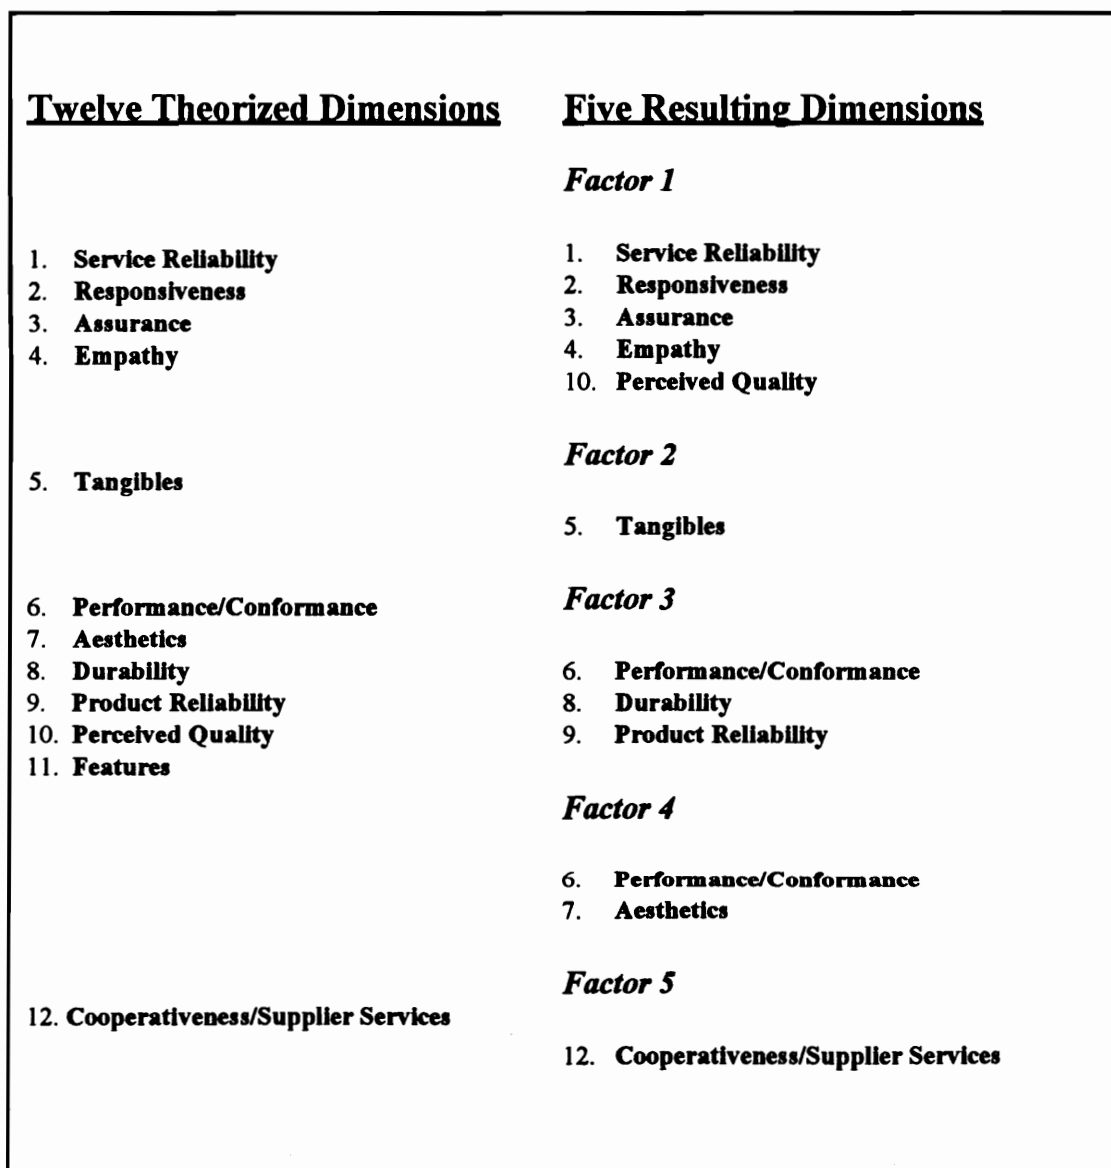 Twelve Theorized Dimensions
1. Service Reliability
2. Responsiveness
3. Assurance
4. Empathy
5. Tangibles
6. Performance/Conformance
7. Aesthetics
8. Durability
9. Product Reliability
10. Perceived Quality
11. Features
12. Cooperativeness/Supplier Services
Five Resulting Dimensions
Factor 1
1. Service Reliability
2. Responsiveness
3. Assurance
4. Empathy
10. Perceived Quality
Factor 2
5. Tangibles
Factor 3
6. Performance/Conformance
8. Durability
9. Product Reliability
Factor 4
6. Performance/Conformance
7. Aesthetics
Factor 5
12. Cooperativeness/Supplier Services